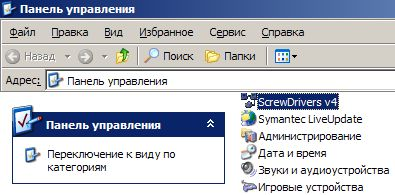 Панель управления
Файл Правка Вид Избранное Сервис Справка
Назад Поиск Папки
Адрес: Панель управления
Панель управления
Переключение к виду по
категориям
ScrewDrivers v4
Symantec LiveUpdate
Администрирование
Дата и время
Звуки и аудиоустройства
Игровые устройства